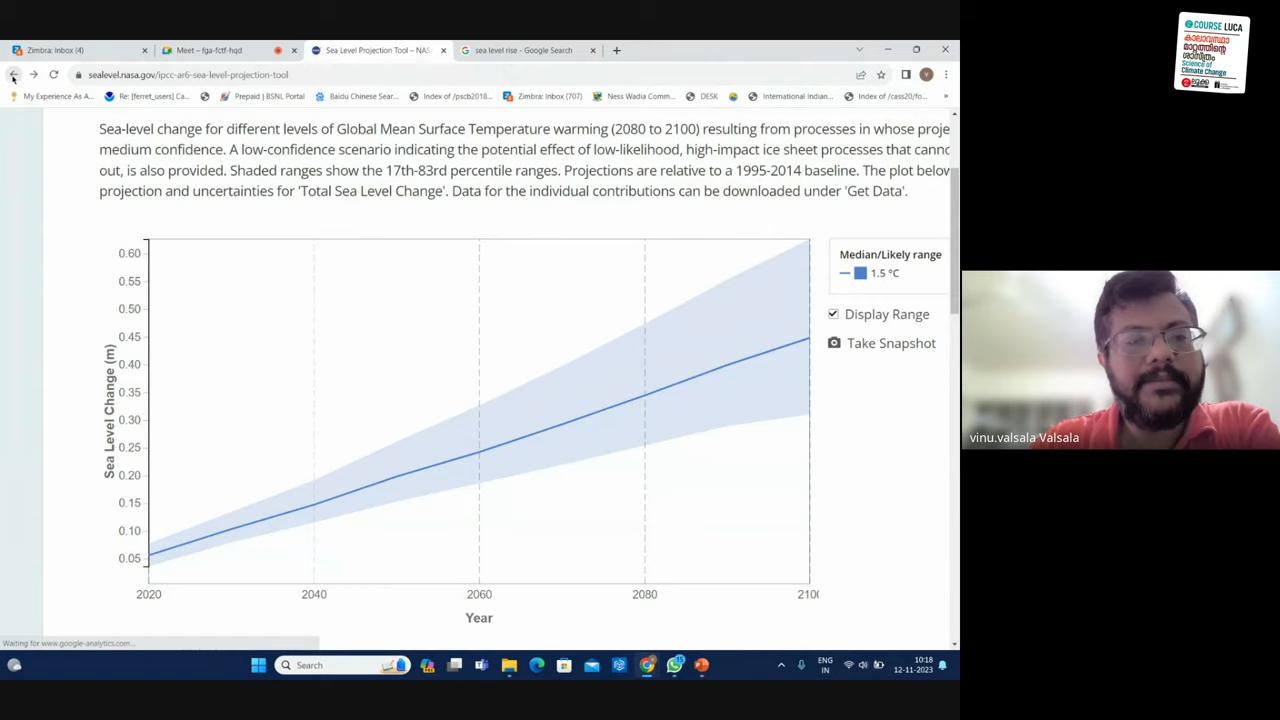 Zimbra: Inbox (4)
Meet – fga-fctf-hqd
Sea Level Projection Tool – NAS
sea level rise - Google Search
sealevel.nasa.gov/ipcc-ar6-sea-level-projection-tool
My Experience As A...
Re: [ferret_users] Ca...
Prepaid | BSNL Portal
Baidu Chinese Sear...
Index of /pscb2018...
Zimbra: Inbox (707)
Ness Wadia Comm...
DESK
International Indian...
Index of /cass20/fo...
Sea-level change for different levels of Global Mean Surface Temperature warming (2080 to 2100) resulting from processes in whose proje
medium confidence. A low-confidence scenario indicating the potential effect of low-likelihood, high-impact ice sheet processes that canno
out, is also provided. Shaded ranges show the 17th-83rd percentile ranges. Projections are relative to a 1995-2014 baseline. The plot below
projection and uncertainties for 'Total Sea Level Change'. Data for the individual contributions can be downloaded under 'Get Data'.
0.60
0.55
0.50
0.45
0.40
0.35
0.30
0.25
0.20
0.15
0.10
0.05
Sea Level Change (m)
2020
2040
2060
2080
2100
Year
Median/Likely range
1.5 °C
Display Range
Take Snapshot
Waiting for www.google-analytics.com...
Search
ENG
IN
10:18
12-11-2023
COURSE LUCA
കാലാവസ്ഥാ
മാറ്റത്തിന്റെ
ശാസ്ത്രം
Science of
Climate Change
vinu.valsala Valsala